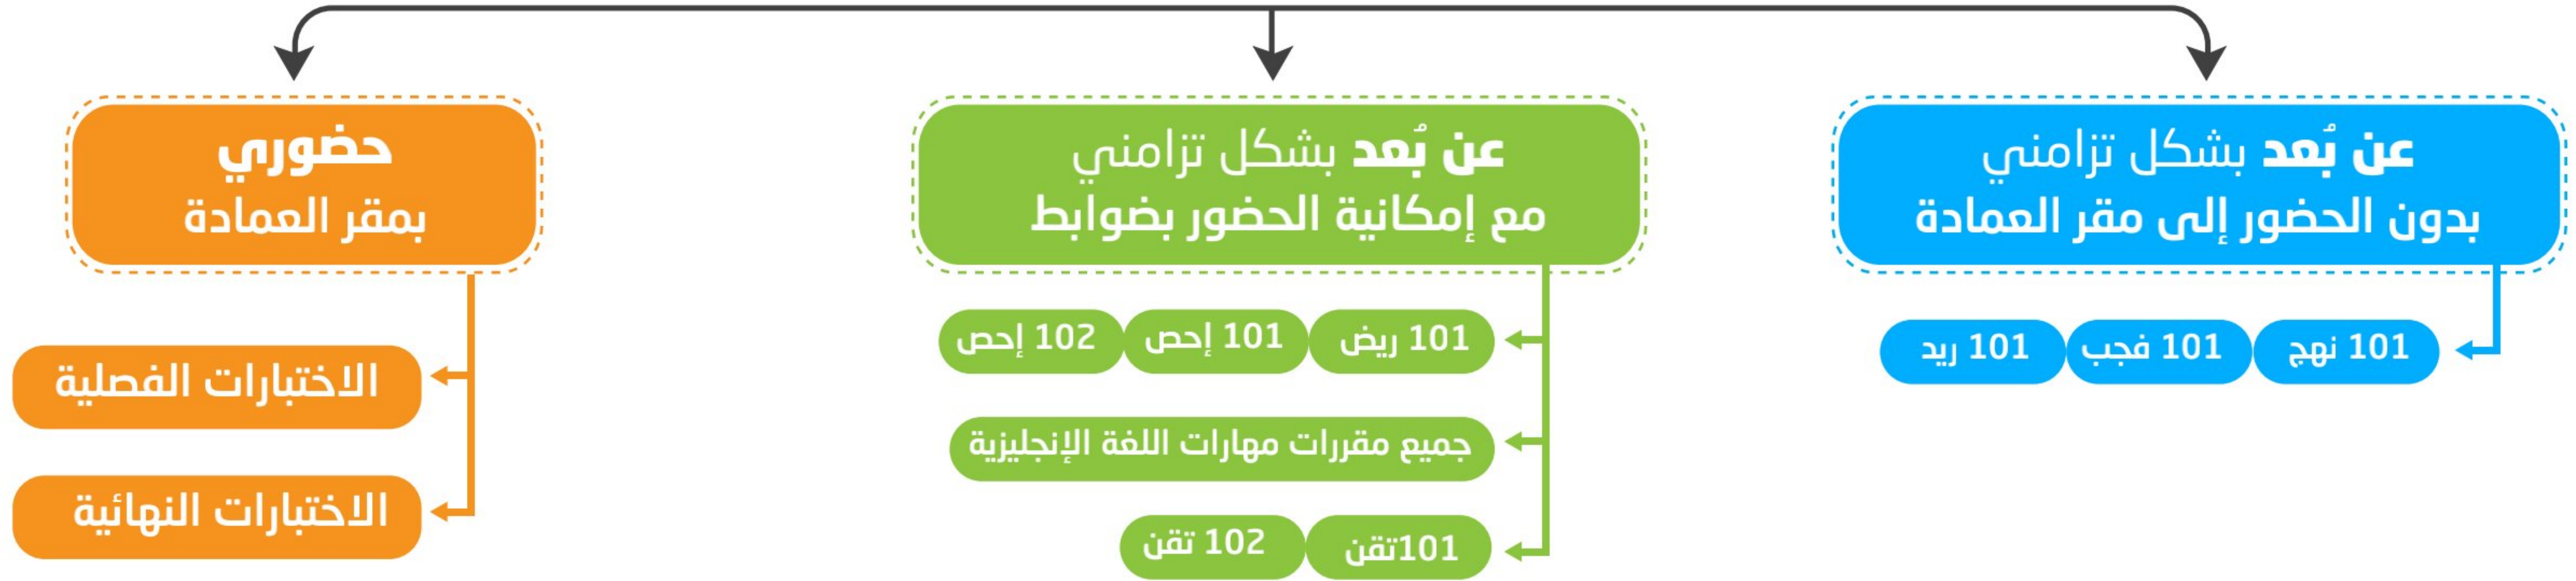 عن بُعد بشكل تزامني
بدون الحضور إلى مقر العمادة
101 نهج
101 فجب
101 ريد
عن بُعد بشكل تزامني
مع إمكانية الحضور بضوابط
101 ريض
101 إحص
102 إحص
جميع مقررات مهارات اللغة الإنجليزية
101تقن
102 تقن
حضوري
بمقر العمادة
الاختبارات الفصلية
الاختبارات النهائية